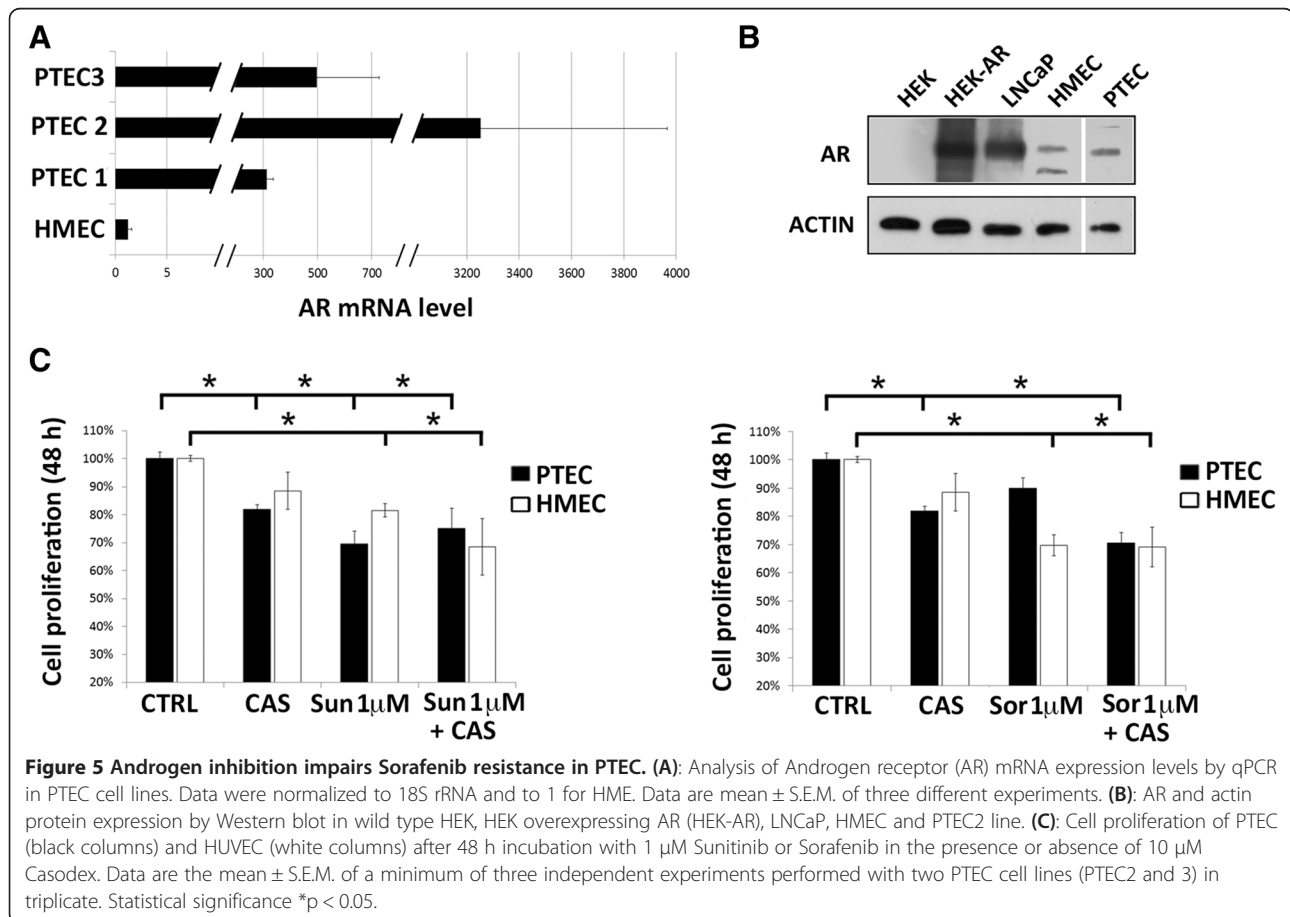 A
PTEC3
PTEC 2
PTEC 1
HMEC
0 5 300 500 700 3200 3400 3600 3800 4000
AR mRNA level
B
HEK HEK-AR LNCaP HMEC PTEC
AR
ACTIN
C
* * *
* *
Cell proliferation (48 h)
110%
100%
90%
80%
70%
60%
50%
40%
30%
20%
PTEC
HMEC
CTRL CAS Sun 1μM Sun 1μM
+ CAS
* *
* *
Cell proliferation (48 h)
110%
100%
90%
80%
70%
60%
50%
40%
30%
20%
PTEC
HMEC
CTRL CAS Sor 1μM Sor 1μM
+ CAS
Figure 5 Androgen inhibition impairs Sorafenib resistance in PTEC. (A): Analysis of Androgen receptor (AR) mRNA expression levels by qPCR
in PTEC cell lines. Data were normalized to 18S rRNA and to 1 for HME. Data are mean ± S.E.M. of three different experiments. (B): AR and actin
protein expression by Western blot in wild type HEK, HEK overexpressing AR (HEK-AR), LNCaP, HMEC and PTEC2 line. (C): Cell proliferation of PTEC
(black columns) and HUVEC (white columns) after 48 h incubation with 1 μM Sunitinib or Sorafenib in the presence or absence of 10 μM
Casodex. Data are the mean ± S.E.M. of a minimum of three independent experiments performed with two PTEC cell lines (PTEC2 and 3) in
triplicate. Statistical significance *p < 0.05.